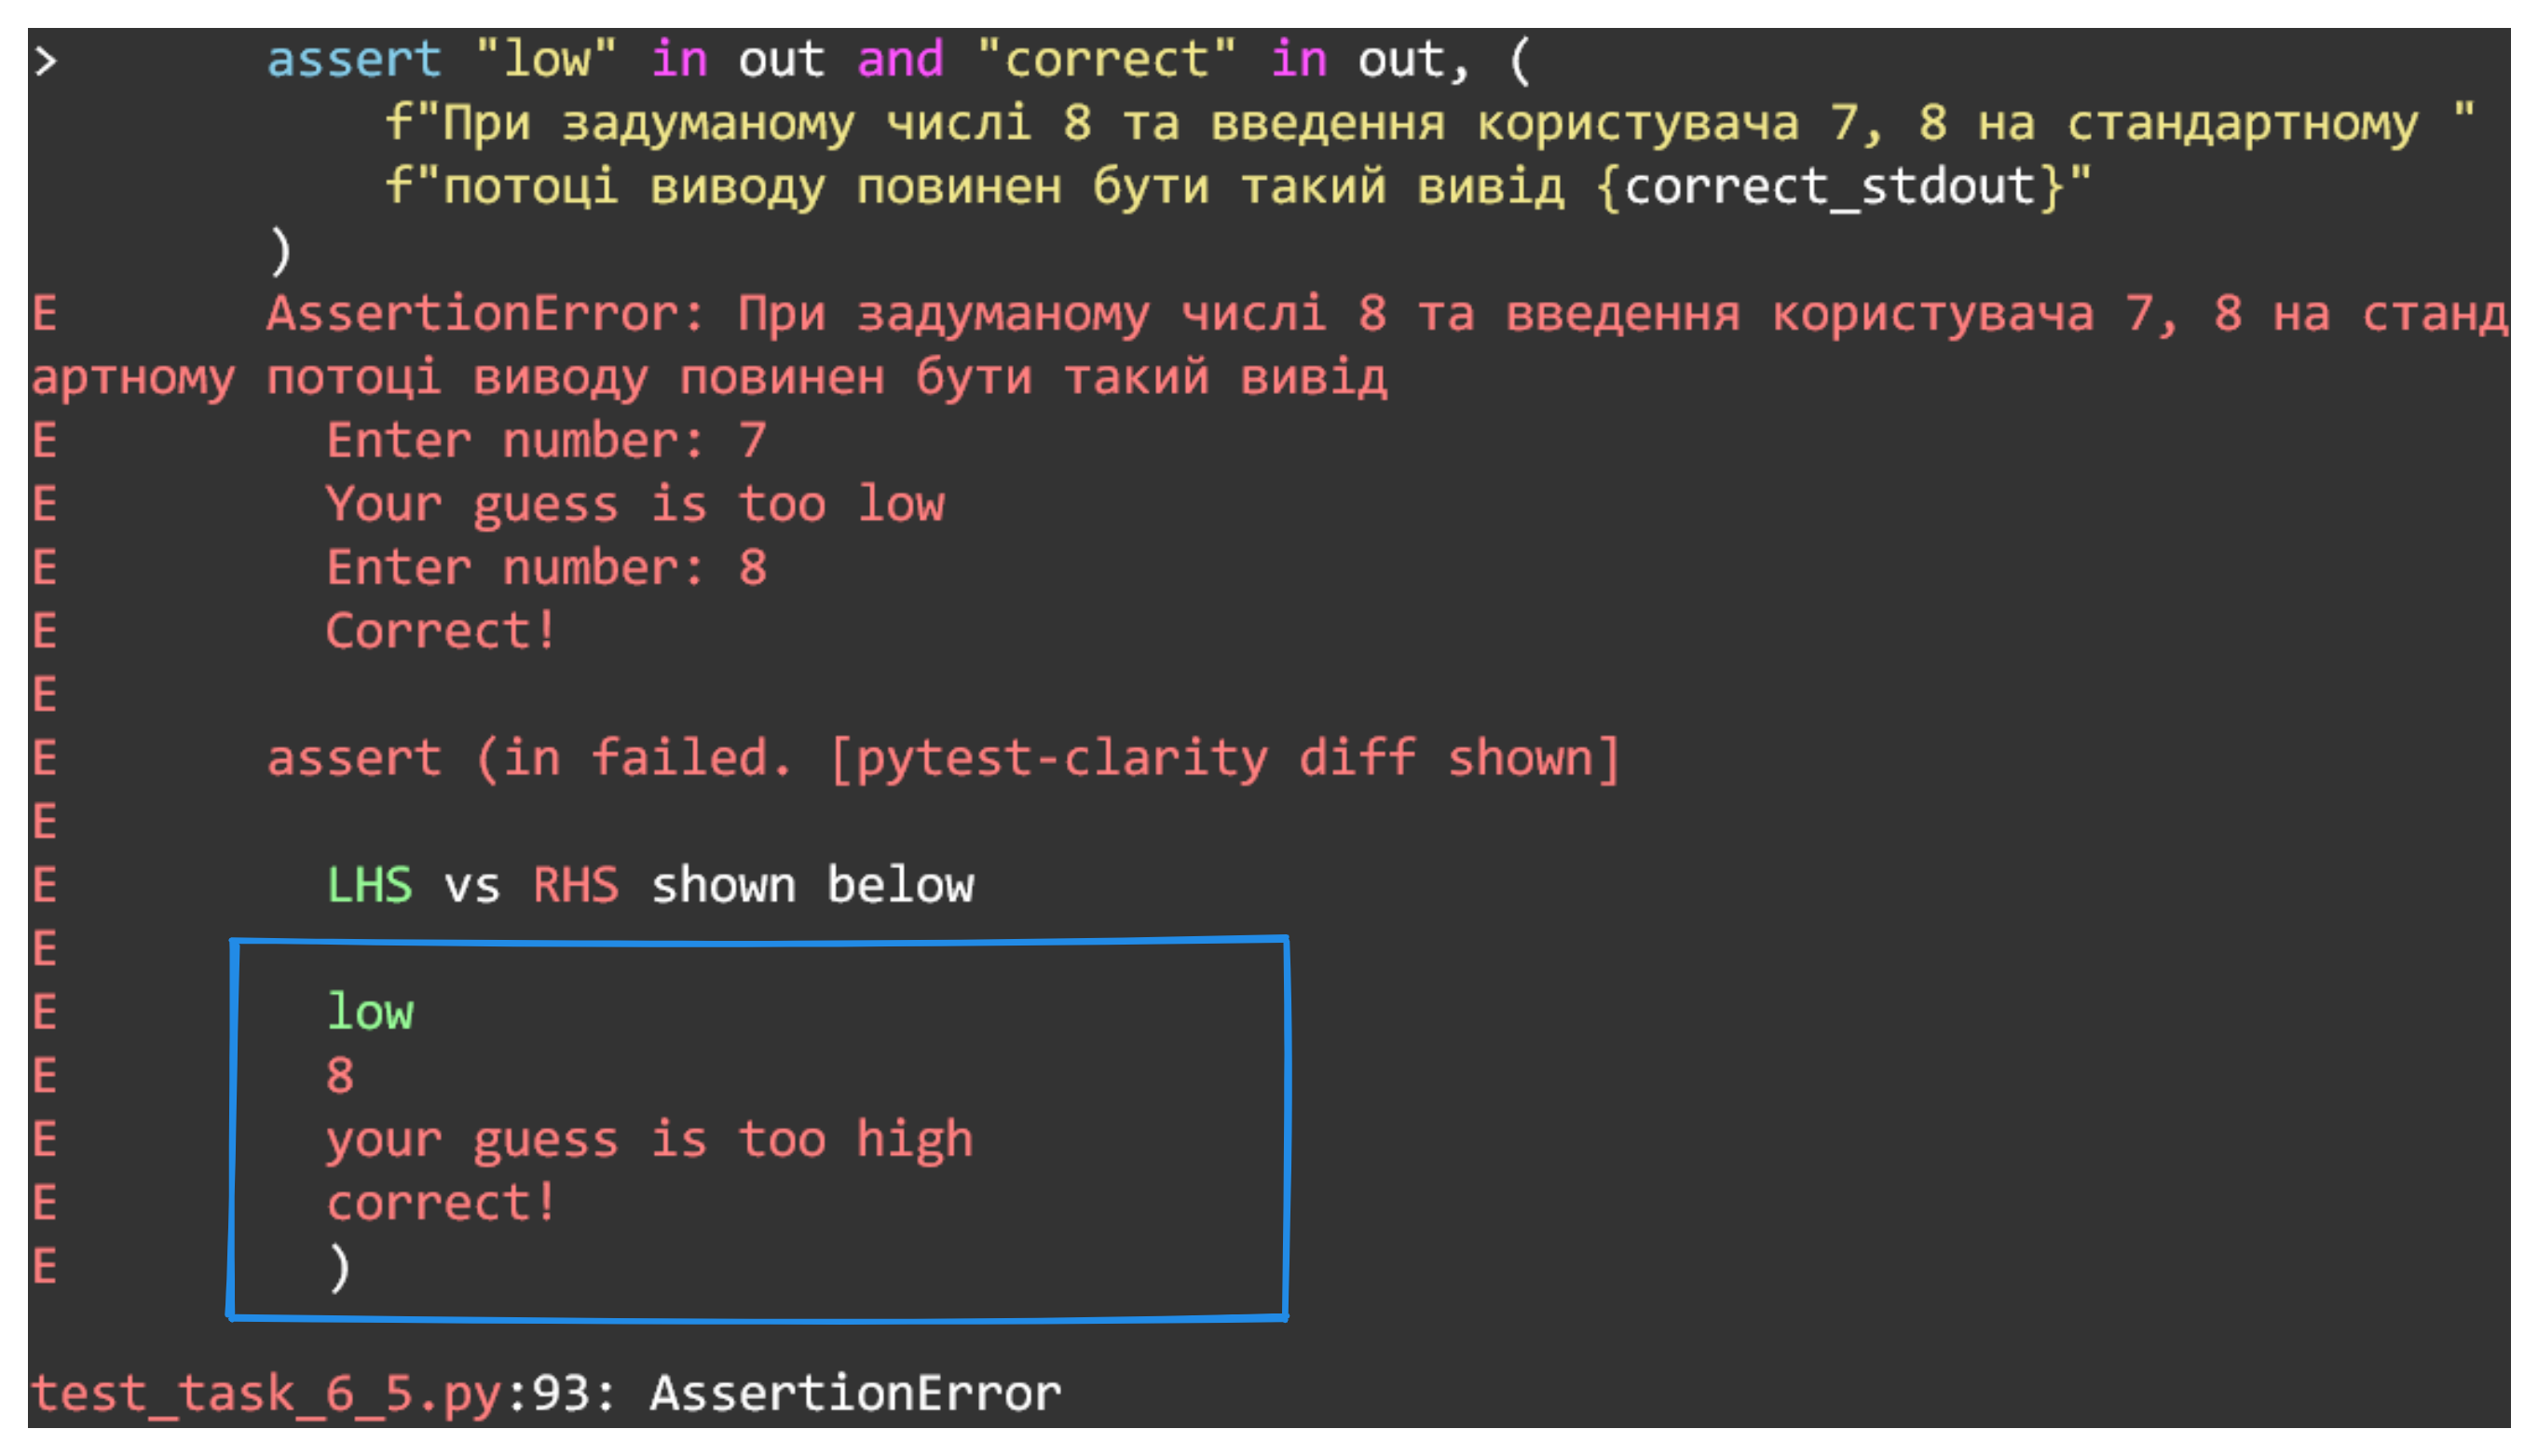 >       assert "low" in out and "correct" in out, (
            f"При задуманому числі 8 та введення користувача 7, 8 на стандартному "
            f"потоці виводу повинен бути такий вивід {correct_stdout}"
        )
E       AssertionError: При задуманому числі 8 та введення користувача 7, 8 на станд
артному потоці виводу повинен бути такий вивід
E         Enter number: 7
E         Your guess is too low
E         Enter number: 8
E         Correct!
E
E       assert (in failed. [pytest-clarity diff shown]
E
E         LHS vs RHS shown below
E
E         low
E         8
E         your guess is too high
E         correct!
E         )
test_task_6_5.py:93: AssertionError